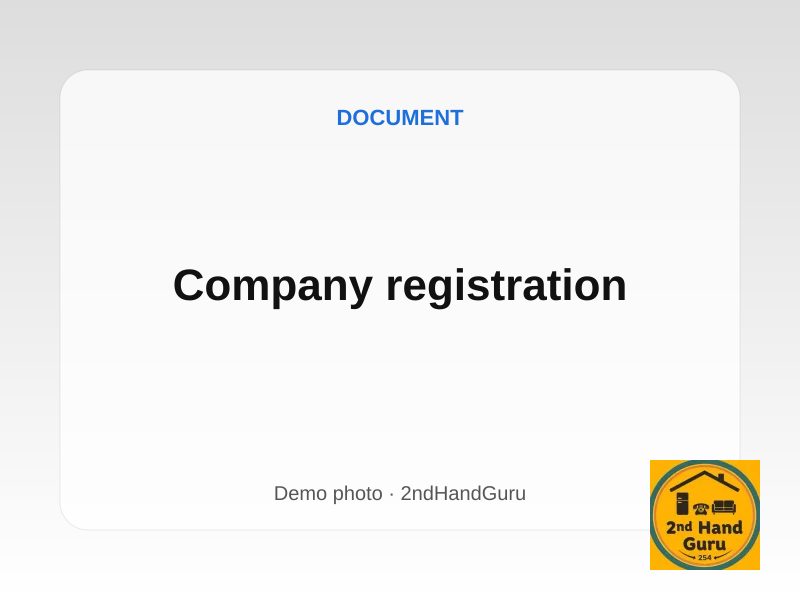 DOCUMENT
Company registration
Demo photo · 2ndHandGuru
2nd Hand
Guru
254